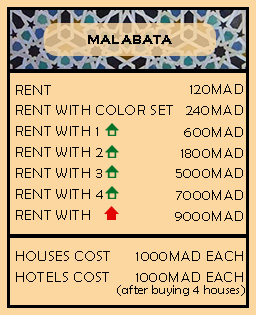 MALABATA
RENT 120MAD
RENT WITH COLOR SET 240MAD
RENT WITH 1 600MAD
RENT WITH 2 1800MAD
RENT WITH 3 5000MAD
RENT WITH 4 7000MAD
RENT WITH 9000MAD
HOUSES COST 1000MAD EACH
HOTELS COST 1000MAD EACH
(after buying 4 houses)